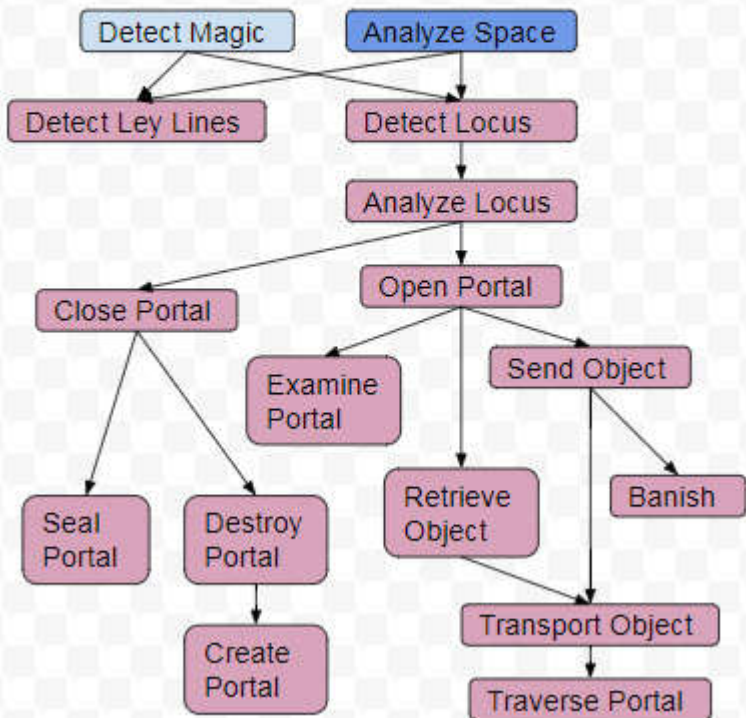 Detect Magic
Analyze Space
Detect Ley Lines
Detect Locus
Analyze Locus
Close Portal
Open Portal
Examine
Portal
Send Object
Seal
Portal
Destroy
Portal
Retrieve
Object
Banish
Create
Portal
Transport Object
Traverse Portal